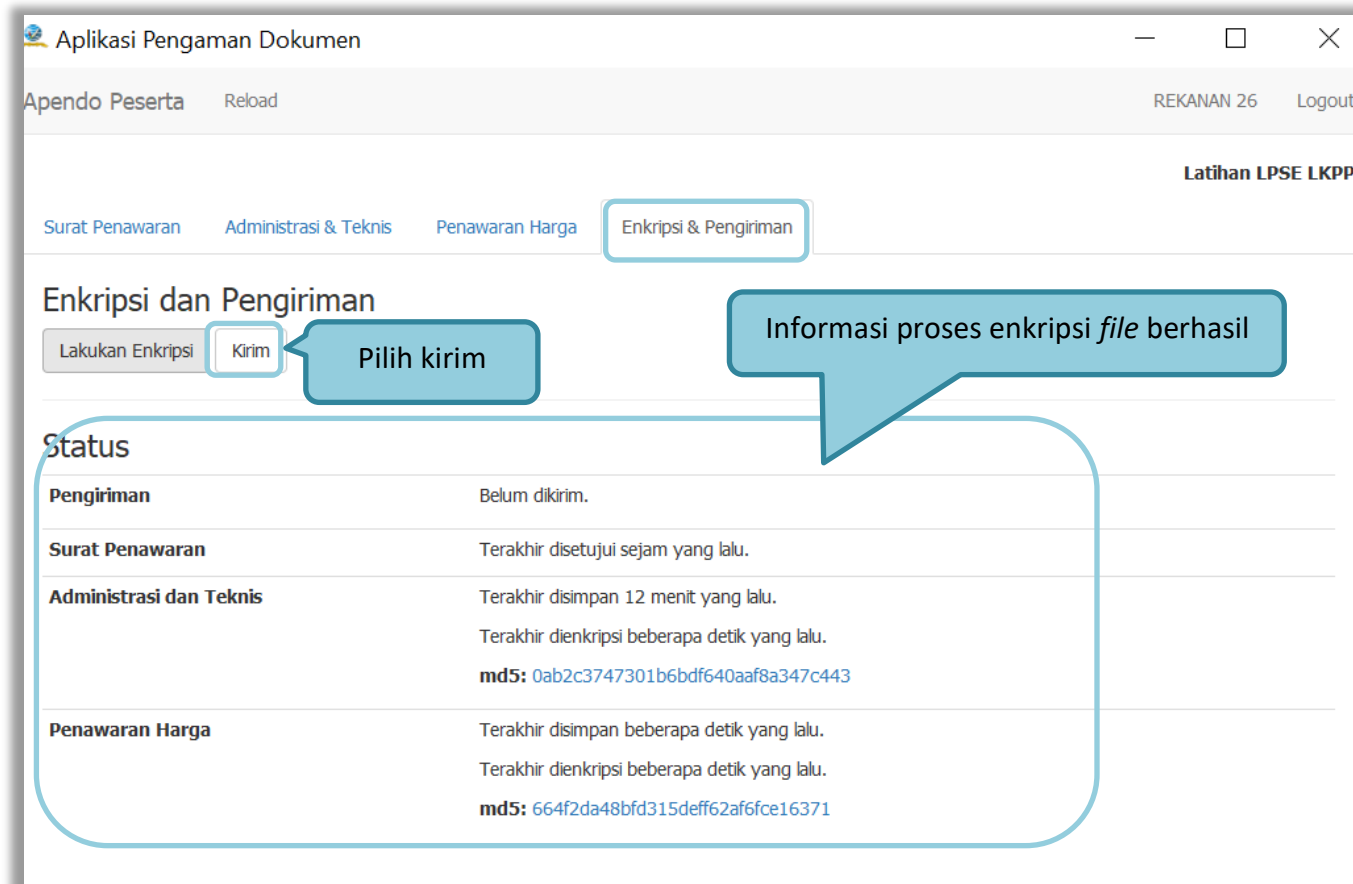 Aplikasi Pengaman Dokumen
Apendo Peserta Reload REKANAN 26 Logout
Latihan LPSE LKPP
Surat Penawaran Administrasi & Teknis Penawaran Harga Enkripsi & Pengiriman
Enkripsi dan Pengiriman
Lakukan Enkripsi Kirim
Pilih kirim
Informasi proses enkripsi file berhasil
Status
Pengiriman Belum dikirim.
Surat Penawaran Terakhir disetujui sejam yang lalu.
Administrasi dan Teknis Terakhir disimpan 12 menit yang lalu.
Terakhir dienkripsi beberapa detik yang lalu.
md5: 0ab2c3747301b6bdf640aaf8a347c443
Penawaran Harga Terakhir disimpan beberapa detik yang lalu.
Terakhir dienkripsi beberapa detik yang lalu.
md5: 664f2da48bfd315deff62af6fce16371